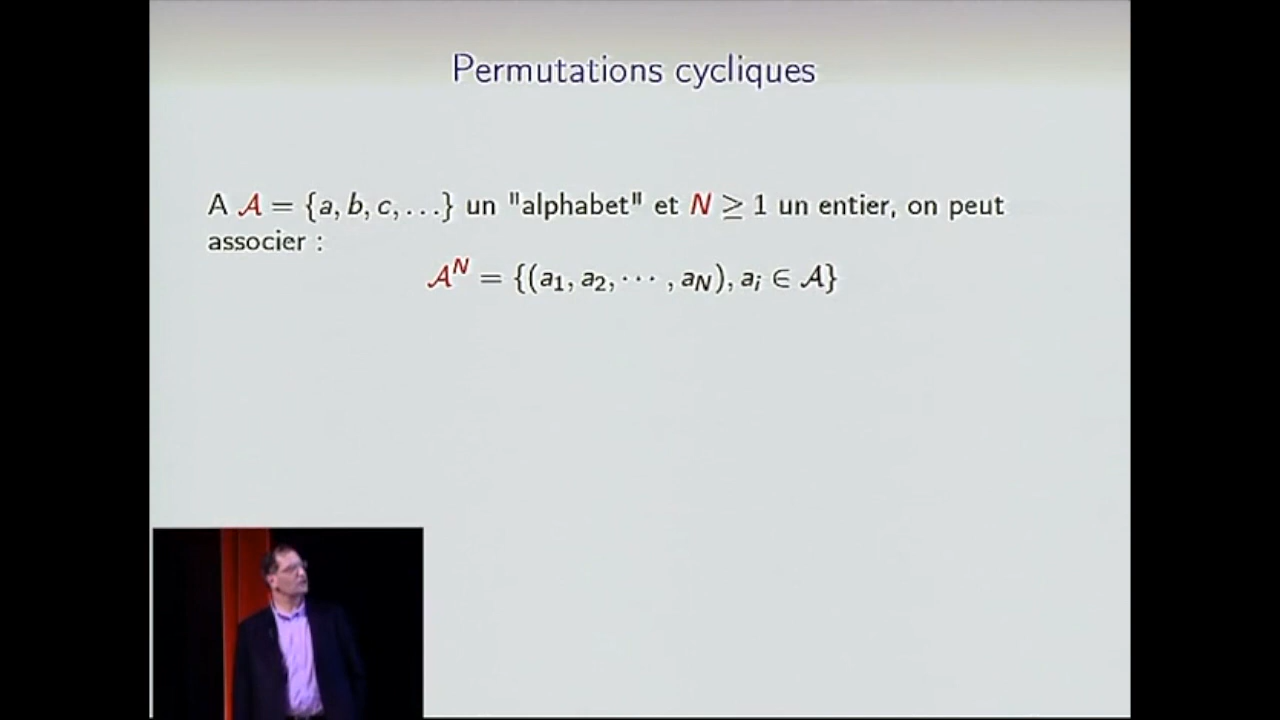 Permutations cycliques
A 𝒜 = {a, b, c, ...} un "alphabet" et N ≥ 1 un entier, on peut
associer :
𝒜^N = {(a₁, a₂, ⋯ , a_N), aᵢ ∈ 𝒜}